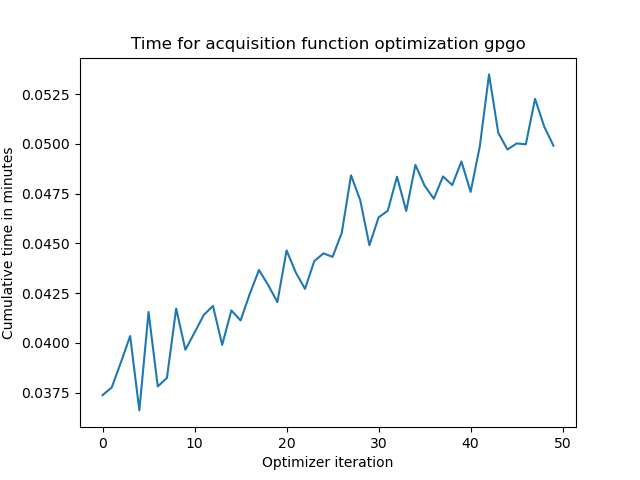 Time for acquisition function optimization gpgo
Cumulative time in minutes
0.0525
0.0500
0.0475
0.0450
0.0425
0.0400
0.0375
0 10 20 30 40 50
Optimizer iteration